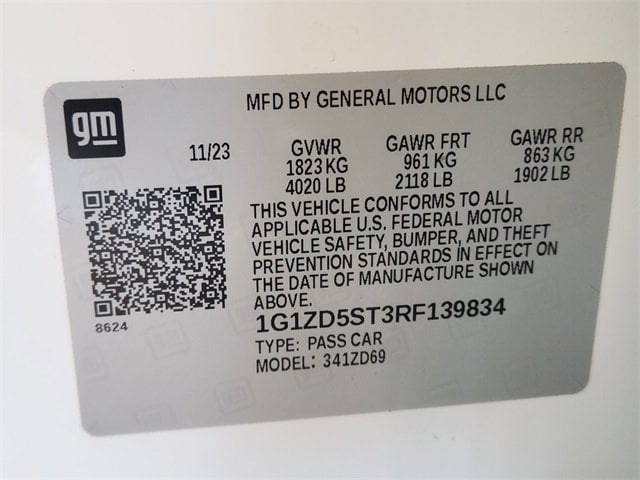 gm
MFD BY GENERAL MOTORS LLC
11/23
GVWR GAWR FRT GAWR RR
1823 KG 961 KG 863 KG
4020 LB 2118 LB 1902 LB
THIS VEHICLE CONFORMS TO ALL
APPLICABLE U.S. FEDERAL MOTOR
VEHICLE SAFETY, BUMPER, AND THEFT
PREVENTION STANDARDS IN EFFECT ON
THE DATE OF MANUFACTURE SHOWN
ABOVE.
8624
1G1ZD5ST3RF139834
TYPE: PASS CAR
MODEL: 341ZD69